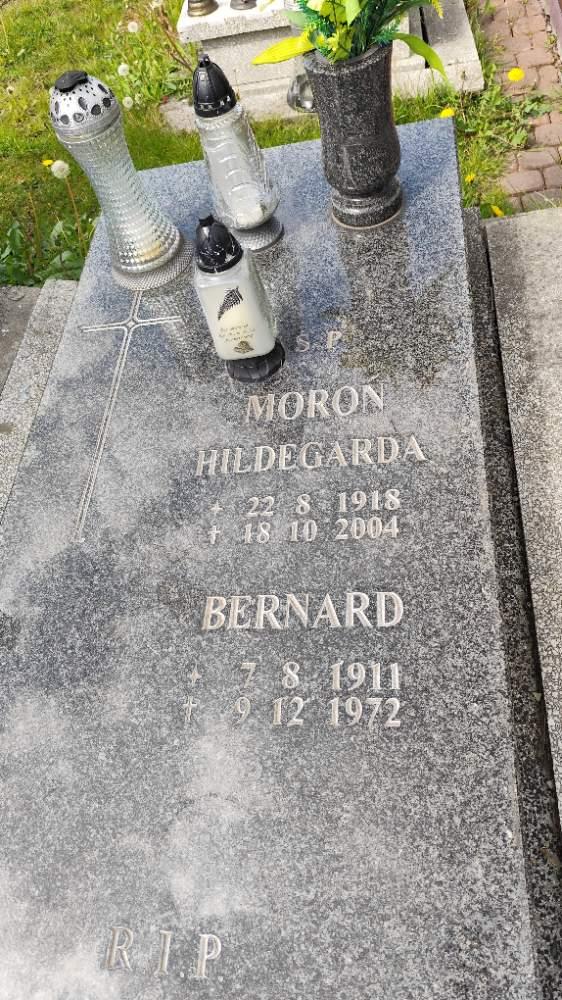 Ś P
MOROŃ
HILDEGARDA
* 22 8 1918
† 18 10 2004
BERNARD
* 7 8 1911
† 9 12 1972
R I P